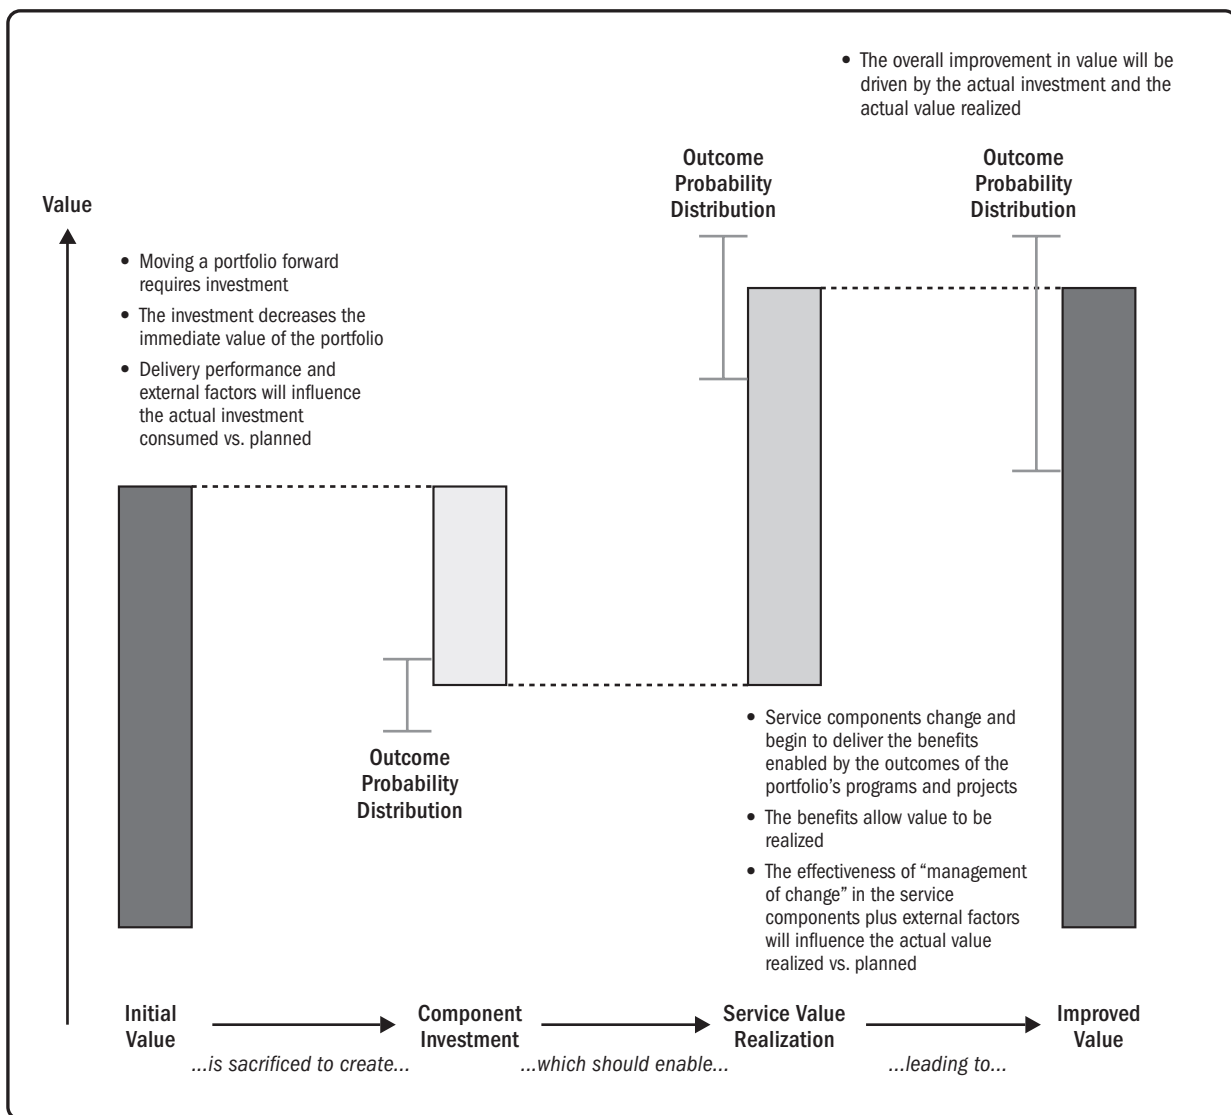 • The overall improvement in value will be
driven by the actual investment and the
actual value realized
Outcome
Probability
Distribution
Outcome
Probability
Distribution
Value
• Moving a portfolio forward
requires investment
• The investment decreases the
immediate value of the portfolio
• Delivery performance and
external factors will influence
the actual investment
consumed vs. planned
Outcome
Probability
Distribution
• Service components change and
begin to deliver the benefits
enabled by the outcomes of the
portfolio’s programs and projects
• The benefits allow value to be
realized
• The effectiveness of “management
of change” in the service
components plus external factors
will influence the actual value
realized vs. planned
Initial
Value
Component
Investment
Service Value
Realization
Improved
Value
...is sacrificed to create...
...which should enable...
...leading to...